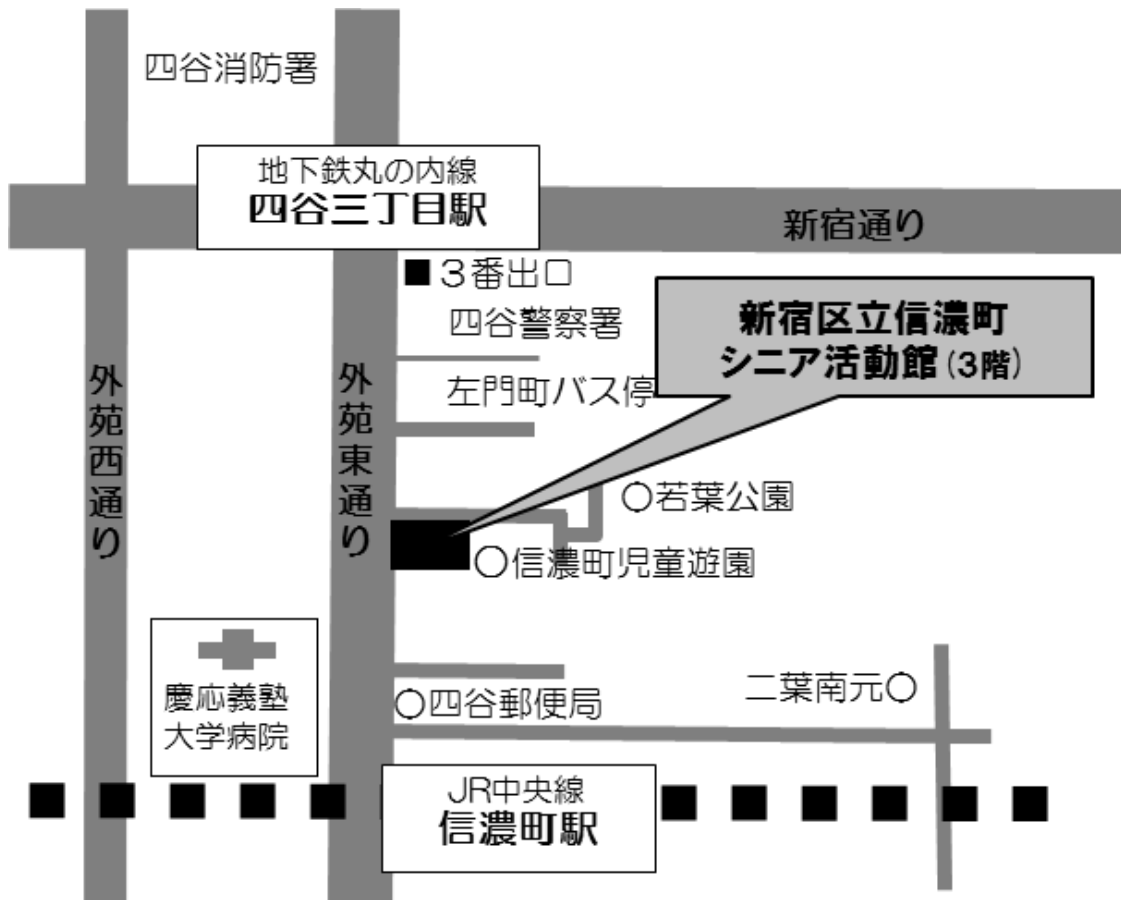 四谷消防署
地下鉄丸の内線
四谷三丁目駅
新宿通り
■３番出口
四谷警察署
新宿区立信濃町
シニア活動館（３階）
左門町バス停
外苑西通り
外苑東通り
○若葉公園
○信濃町児童遊園
慶応義塾
大学病院
○四谷郵便局
二葉南元○
JR中央線
信濃町駅